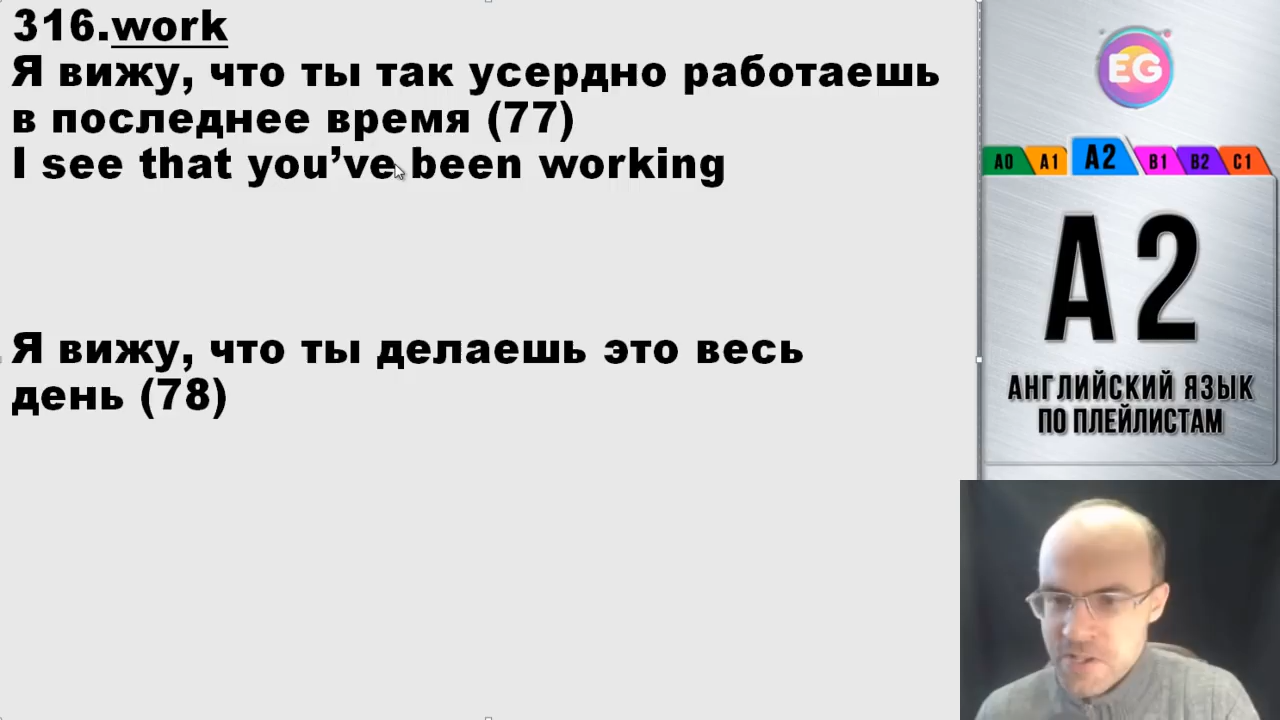 316.work
Я вижу, что ты так усердно работаешь
в последнее время (77)
I see that you’ve been working
Я вижу, что ты делаешь это весь
день (78)
EG
A0 A1 A2 B1 B2 C1
A2
АНГЛИЙСКИЙ ЯЗЫК
ПО ПЛЕЙЛИСТАМ